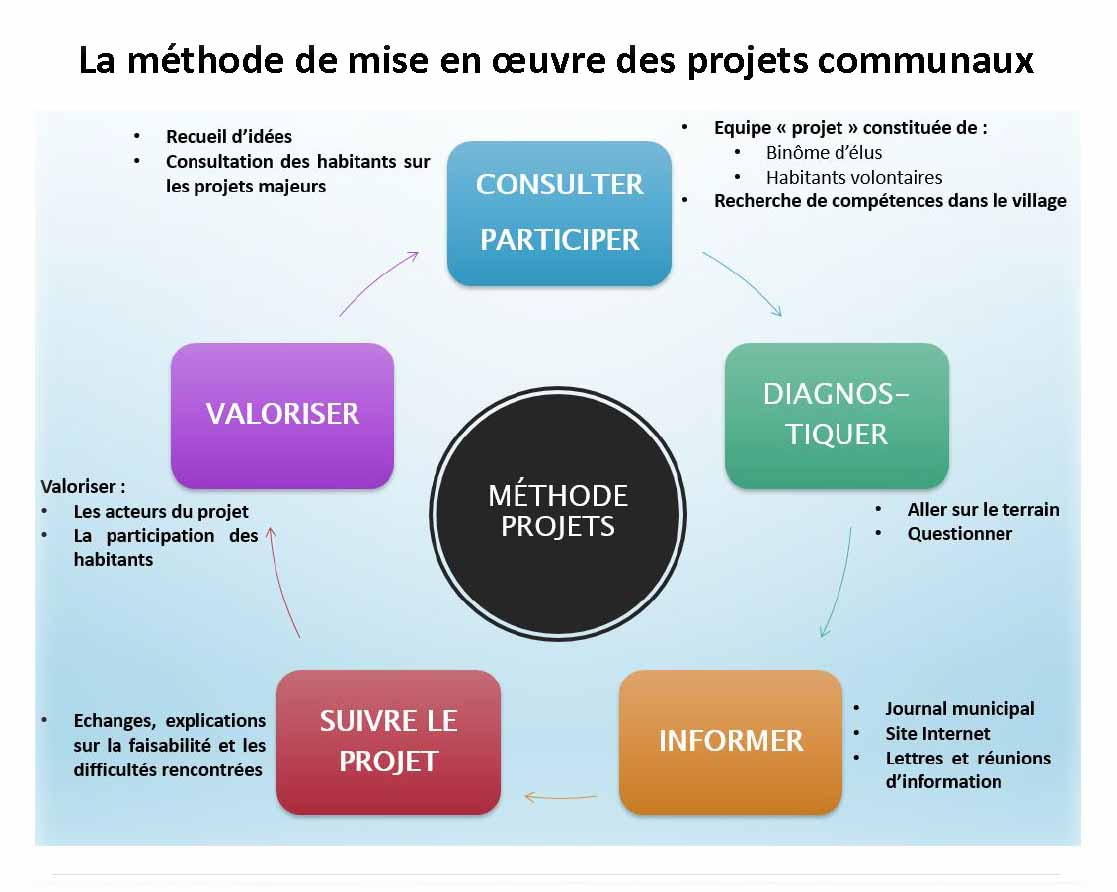 La méthode de mise en œuvre des projets communaux
• Recueil d’idées
• Consultation des habitants sur
les projets majeurs
CONSULTER
PARTICIPER
• Equipe « projet » constituée de :
• Binôme d’élus
• Habitants volontaires
• Recherche de compétences dans le village
DIAGNOS-
TIQUER
• Aller sur le terrain
• Questionner
INFORMER
• Journal municipal
• Site Internet
• Lettres et réunions
d’information
SUIVRE LE
PROJET
• Echanges, explications
sur la faisabilité et les
difficultés rencontrées
VALORISER
Valoriser :
• Les acteurs du projet
• La participation des
habitants
MÉTHODE
PROJETS